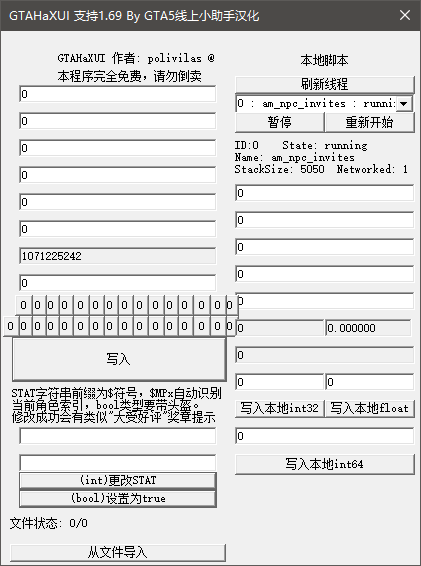 GTAHaXUI 支持1.69 By GTA5线上小助手汉化
GTAHaXUI 作者: polivilas @
本程序完全免费，请勿倒卖
0
0
0
0
0
0
1071225242
0
0 0 0 0 0 0 0 0 0 0 0 0 0 0 0 0
0 0 0 0 0 0 0 0 0 0 0 0 0 0 0 0
写入
STAT字符串前缀为$符号，$MPx自动识别
当前角色索引，bool类型要带头盔。
修改成功会有类似"大受好评"奖章提示
(int)更改STAT
(bool)设置为true
文件状态: 0/0
从文件导入
本地脚本
刷新线程
0 : am_npc_invites : runni
暂停 重新开始
ID:0 State: running
Name: am_npc_invites
StackSize: 5050 Networked: 1
0
0
0
0
0
0 0.000000
0
0 0
写入本地int32 写入本地float
0
写入本地int64